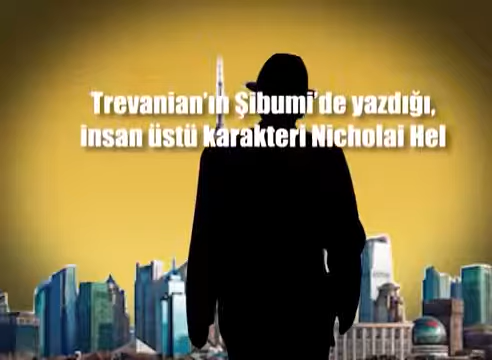 Trevanian'ın Şibumi'de yazdığı,
insan üstü karakteri Nicholai Hel